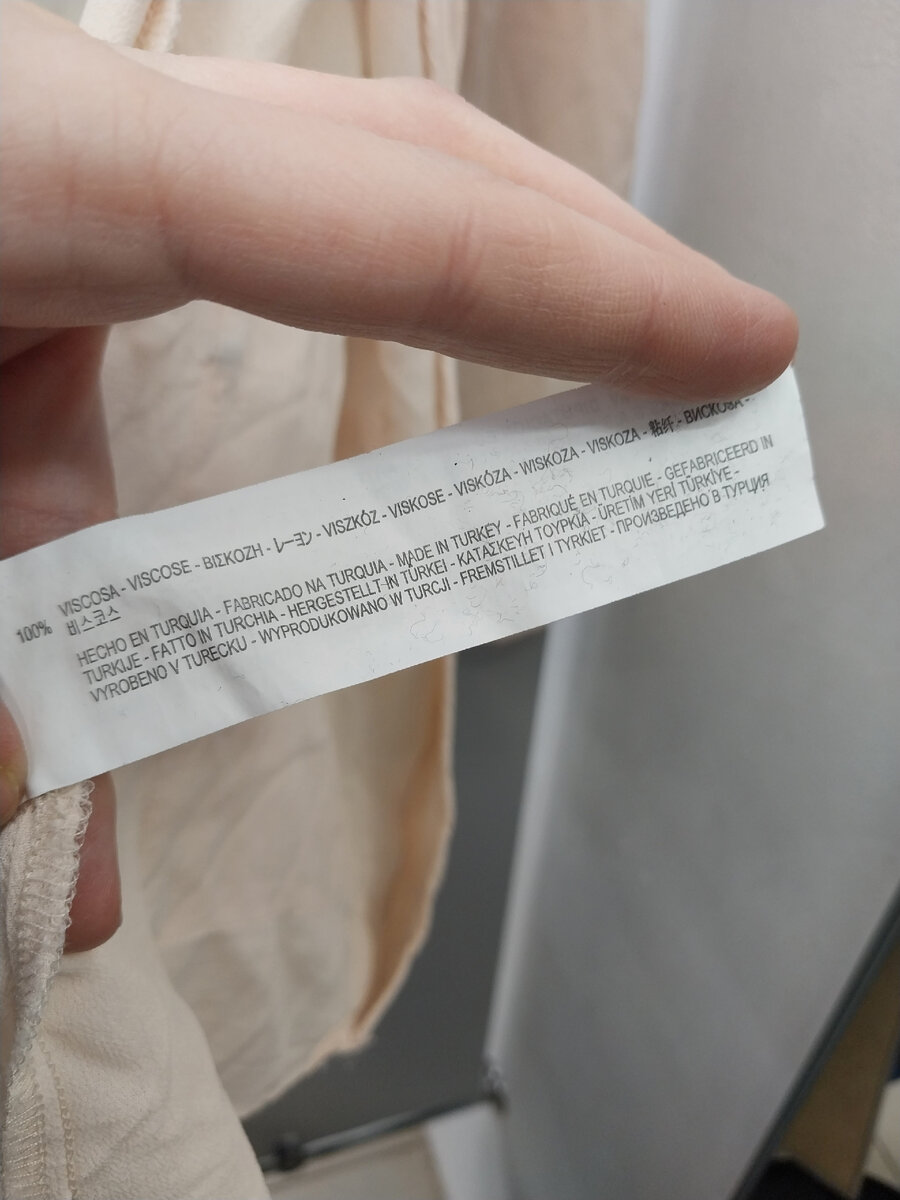 100% VISCOSA - VISCOSE - ΒΙΣΚΟΖΗ - レーヨン - VISZKÓZ - VISKOSE - VISKÓZA - WISKOZA - VISKOZA - 粘纤 - ВИСКОЗА -
비스코스
HECHO EN TURQUIA - FABRICADO NA TURQUIA - MADE IN TURKEY - FABRIQUÉ EN TURQUIE - GEFABRICEERD IN
TURKIJE - FATTO IN TURCHIA - HERGESTELLT IN TÜRKEI - ΚΑΤΑΣΚΕΥΗ ΤΟΥΡΚΙΑ - ÜRETİM YERİ TÜRKİYE -
VYROBENO V TURECKU - WYPRODUKOWANO W TURCJI - FREMSTILLET I TYRKIET - ПРОИЗВЕДЕНО В ТУРЦИЯ